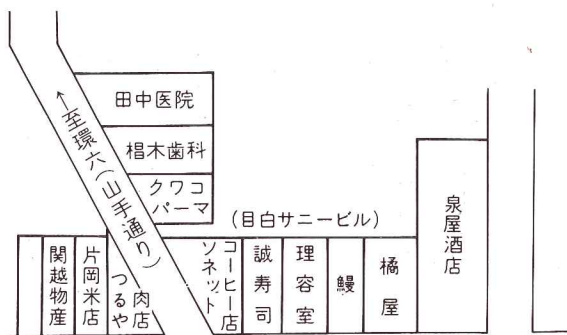 田中医院
椙木歯科
クワコ
パーマ
←至環六(山手通り)
(目白サニービル)
泉屋酒店
橘屋
鰻
理容室
誠寿司
コーヒー店
ソネット
肉店
つるや
片岡米店
関越物産